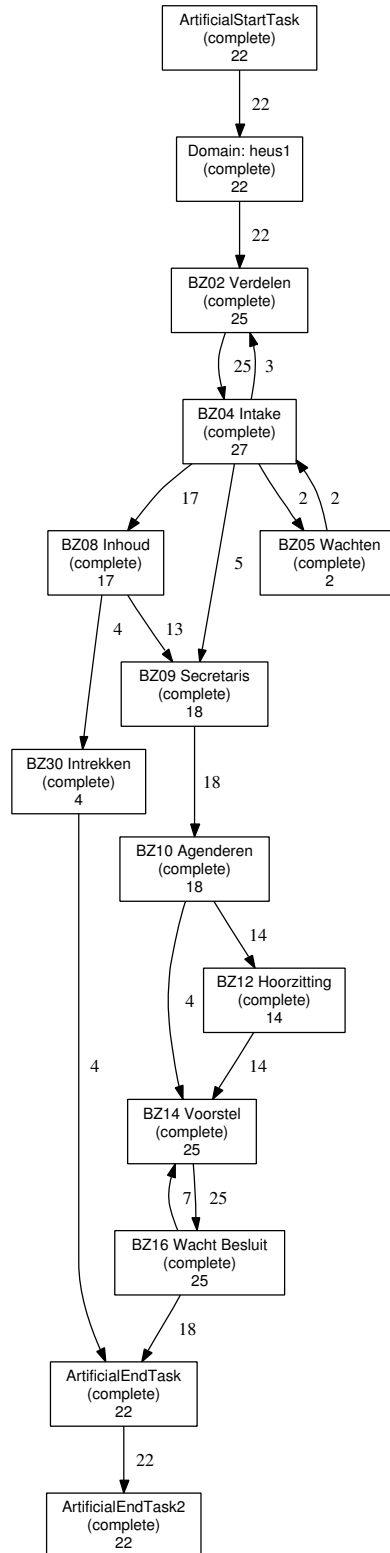 ArtificialStartTask
(complete)
22
22
Domain: heus1
(complete)
22
22
BZ02 Verdelen
(complete)
25
25
3
BZ04 Intake
(complete)
27
17
5
2
2
BZ08 Inhoud
(complete)
17
BZ05 Wachten
(complete)
2
4
13
BZ09 Secretaris
(complete)
18
BZ30 Intrekken
(complete)
4
18
BZ10 Agenderen
(complete)
18
14
4
BZ12 Hoorzitting
(complete)
14
4
14
BZ14 Voorstel
(complete)
25
7
25
BZ16 Wacht Besluit
(complete)
25
18
ArtificialEndTask
(complete)
22
22
ArtificialEndTask2
(complete)
22